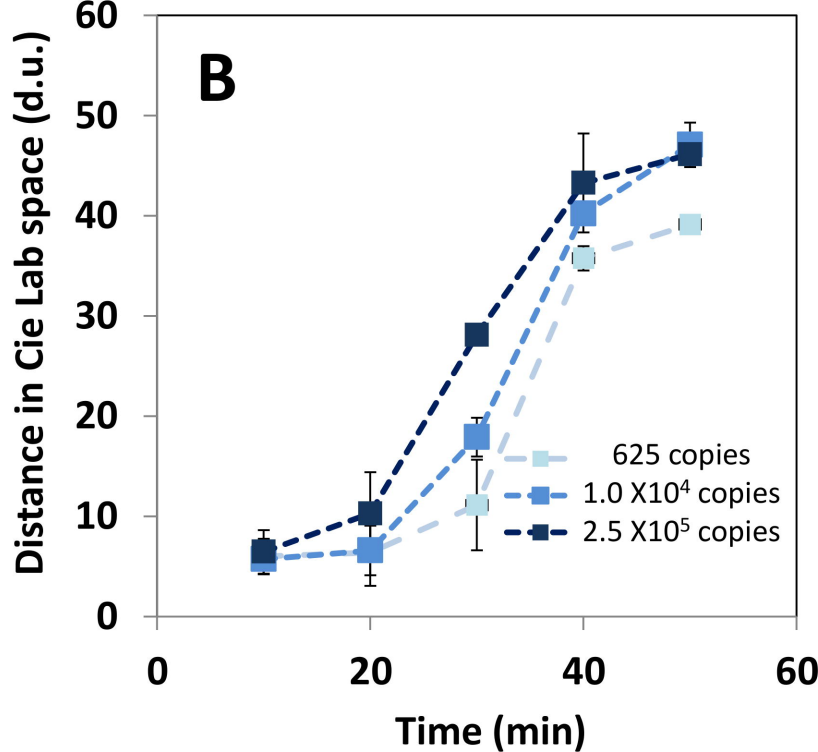 B
Distance in Cie Lab space (d.u.)
60
50
40
30
20
10
0
625 copies
1.0 X10⁴ copies
2.5 X10⁵ copies
0 20 40 60
Time (min)